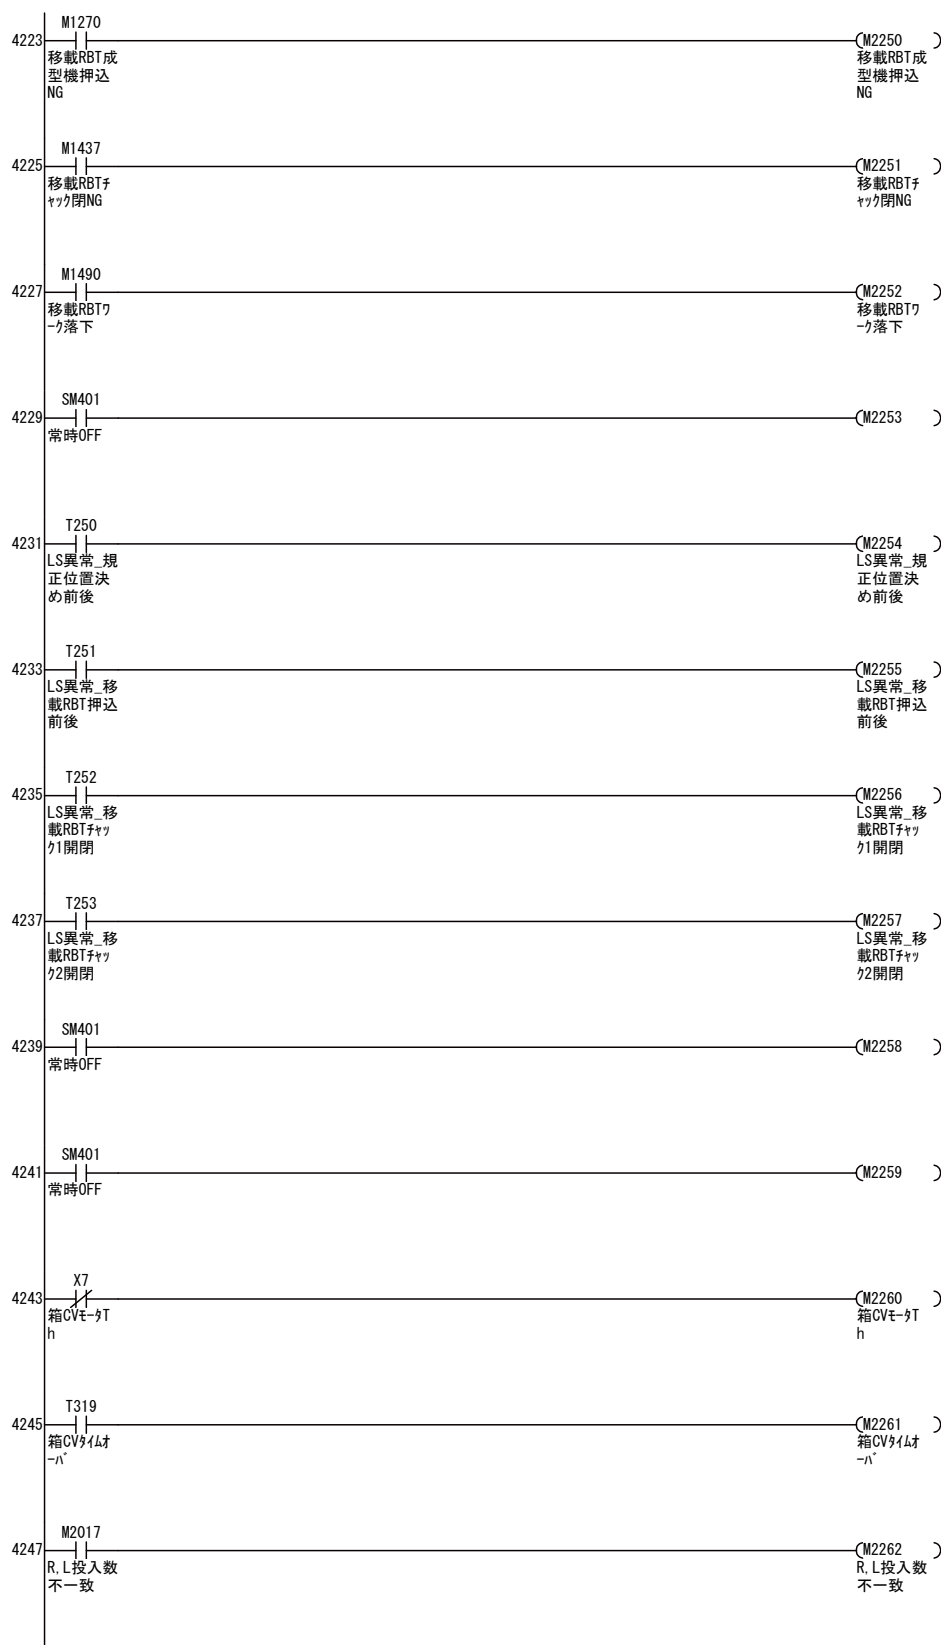 M1270
4223 (M2250 )
移載RBT成 移載RBT成
型機押込 型機押込
NG NG
M1437
4225 (M2251 )
移載RBTﾁ 移載RBTﾁ
ｬｯｸ閉NG ｬｯｸ閉NG
M1490
4227 (M2252 )
移載RBTﾜ 移載RBTﾜ
ｰｸ落下 ｰｸ落下
SM401
4229 (M2253 )
常時OFF
T250
4231 (M2254 )
LS異常_規 LS異常_規
正位置決 正位置決
め前後 め前後
T251
4233 (M2255 )
LS異常_移 LS異常_移
載RBT押込 載RBT押込
前後 前後
T252
4235 (M2256 )
LS異常_移 LS異常_移
載RBTﾁｬｯ 載RBTﾁｬｯ
ｸ1開閉 ｸ1開閉
T253
4237 (M2257 )
LS異常_移 LS異常_移
載RBTﾁｬｯ 載RBTﾁｬｯ
ｸ2開閉 ｸ2開閉
SM401
4239 (M2258 )
常時OFF
SM401
4241 (M2259 )
常時OFF
X7
4243 (M2260 )
箱CVﾓｰﾀT 箱CVﾓｰﾀT
h h
T319
4245 (M2261 )
箱CVﾀｲﾑｵ 箱CVﾀｲﾑｵ
ｰﾊﾞ ｰﾊﾞ
M2017
4247 (M2262 )
R,L投入数 R,L投入数
不一致 不一致